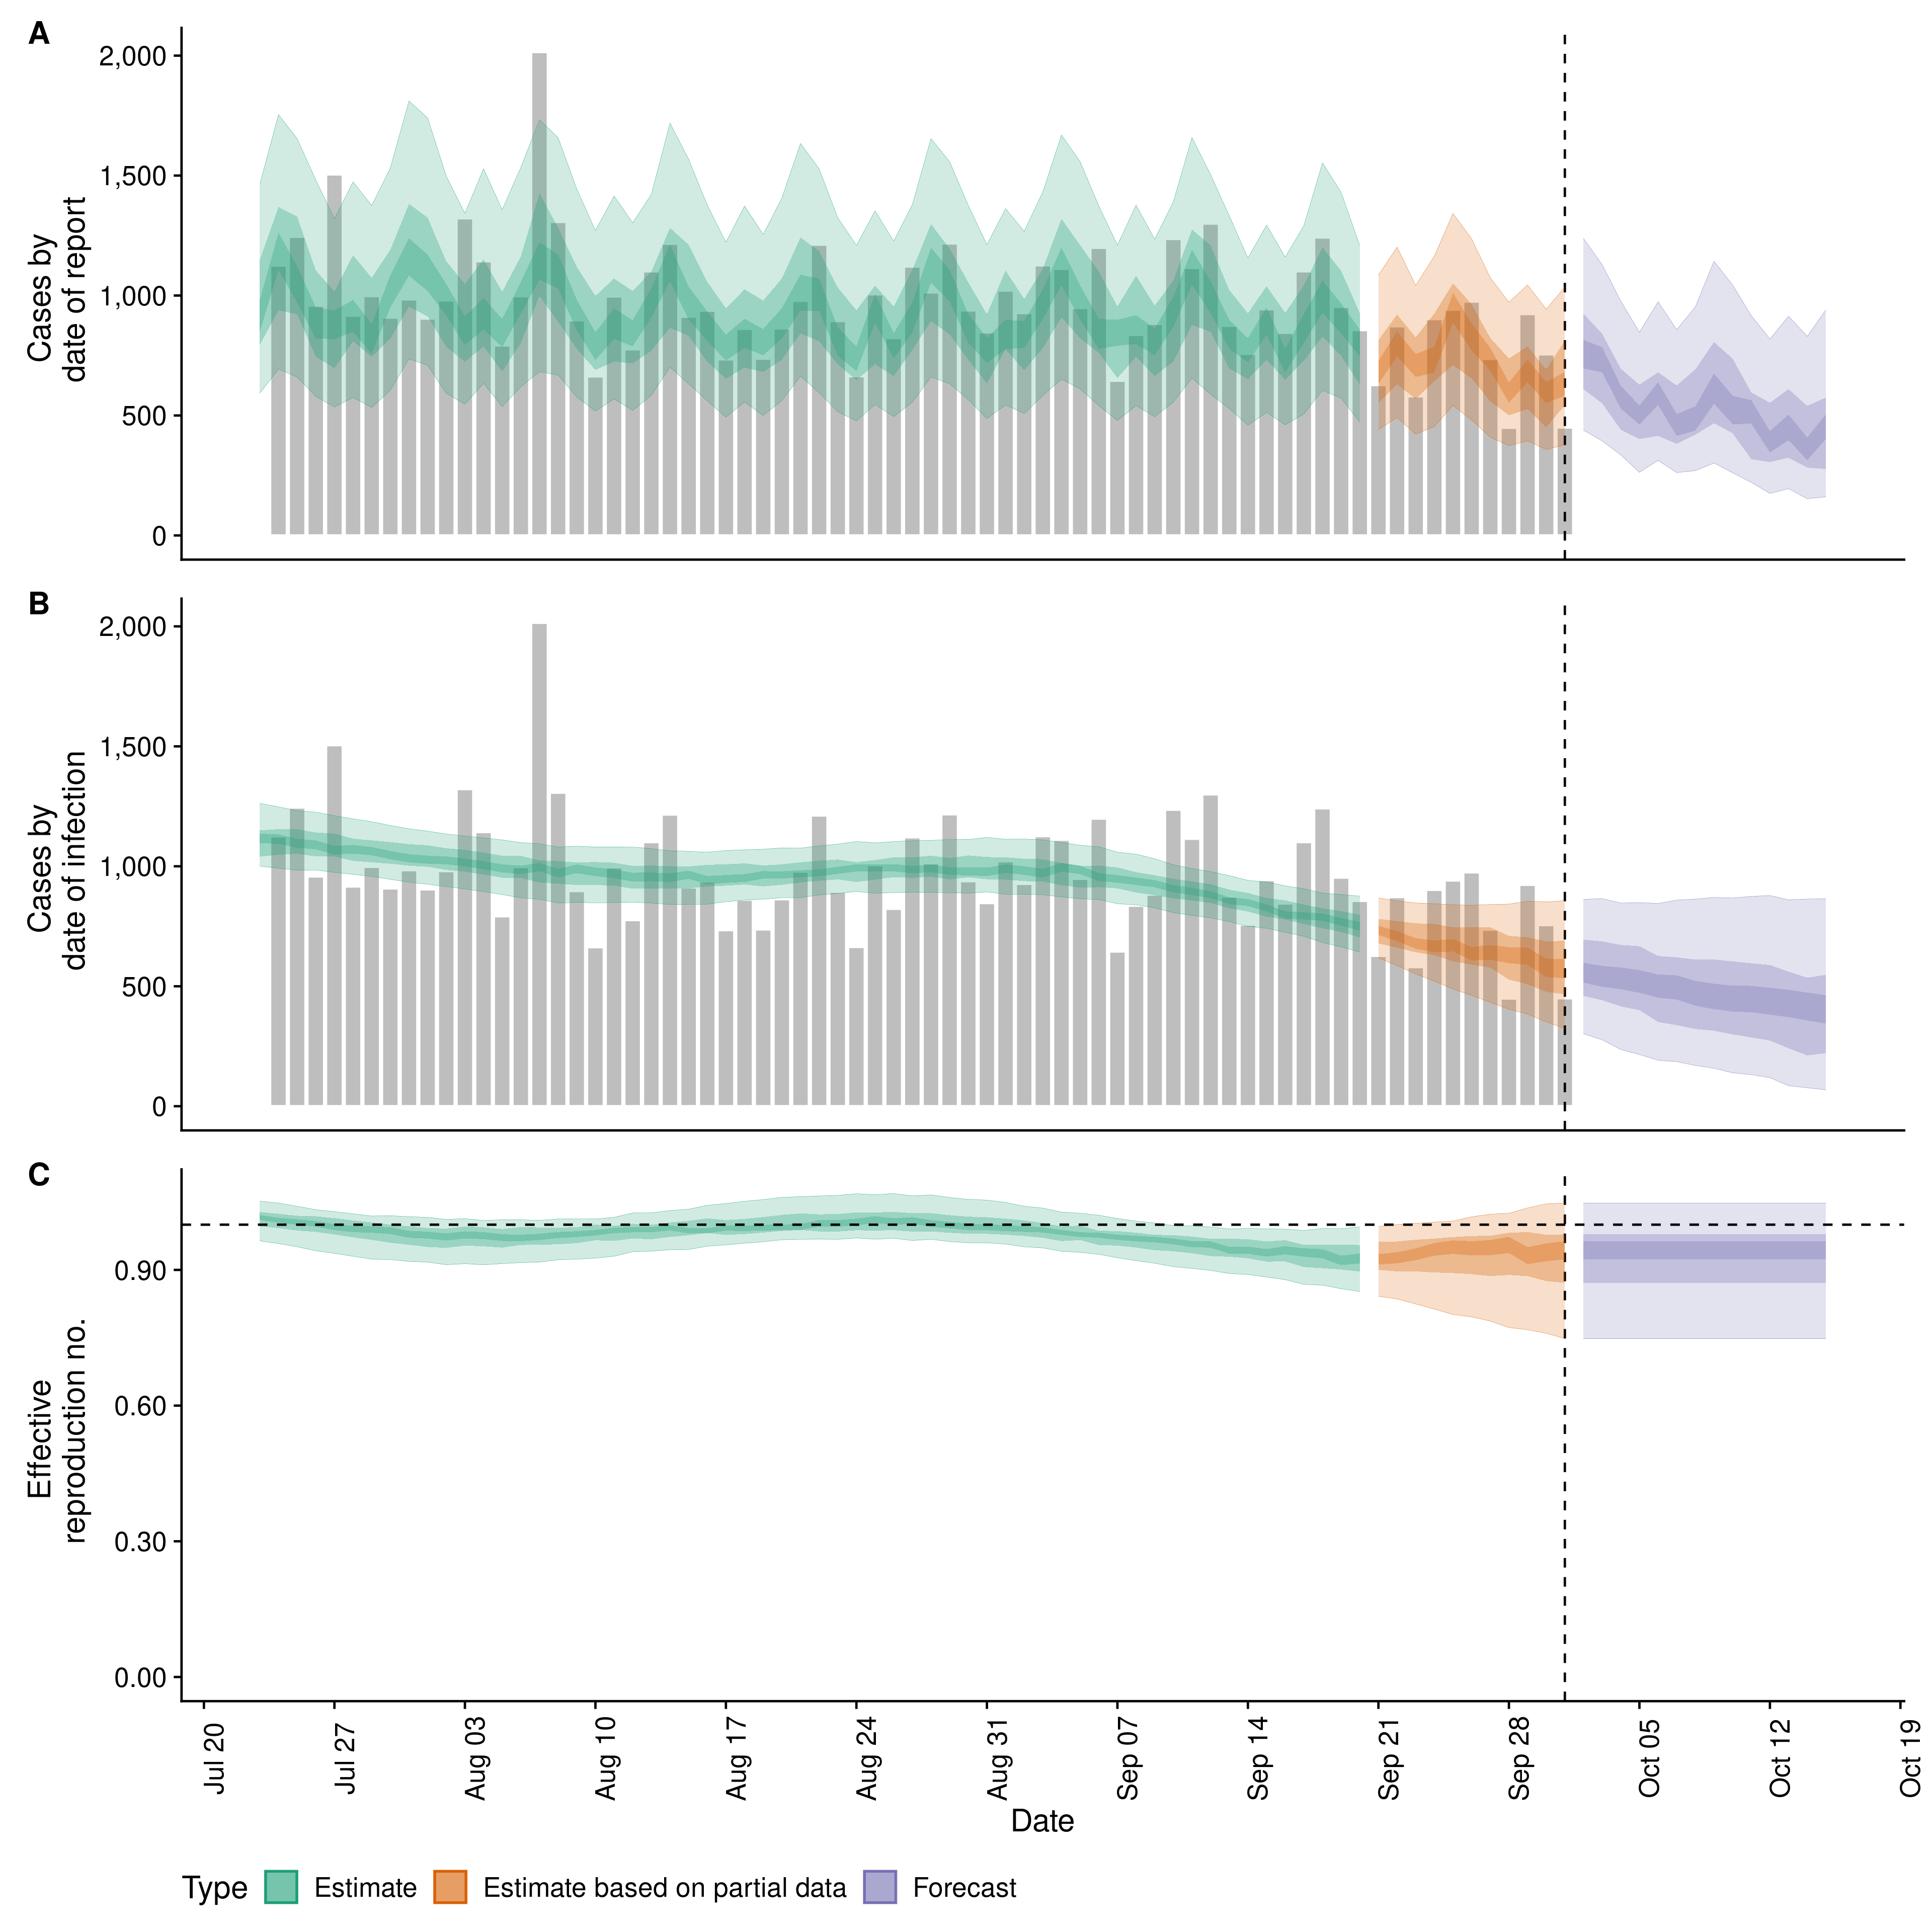 A
2,000
1,500
1,000
500
0
Cases by
date of report
B
2,000
1,500
1,000
500
0
Cases by
date of infection
C
0.90
0.60
0.30
0.00
Effective
reproduction no.
Jul 20
Jul 27
Aug 03
Aug 10
Aug 17
Aug 24
Aug 31
Sep 07
Sep 14
Sep 21
Sep 28
Oct 05
Oct 12
Oct 19
Date
Type Estimate Estimate based on partial data Forecast